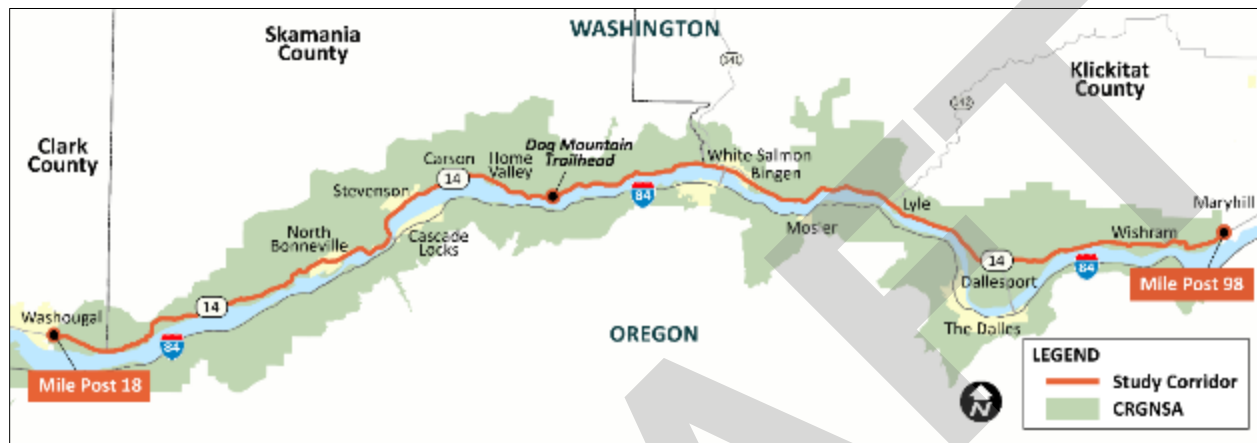 WASHINGTON
Skamania
County
141
Klickitat
County
142
Clark
County
Dog Mountain
Trailhead
Carson
Home
Valley
White Salmon
Bingen
14
Stevenson
84
Lyle
Maryhill
North
Bonneville
Cascade
Locks
Mosier
Wishram
14
84
Dallesport
Mile Post 98
14
Washougal
84
OREGON
The Dalles
Mile Post 18
LEGEND
Study Corridor
CRGNSA
N